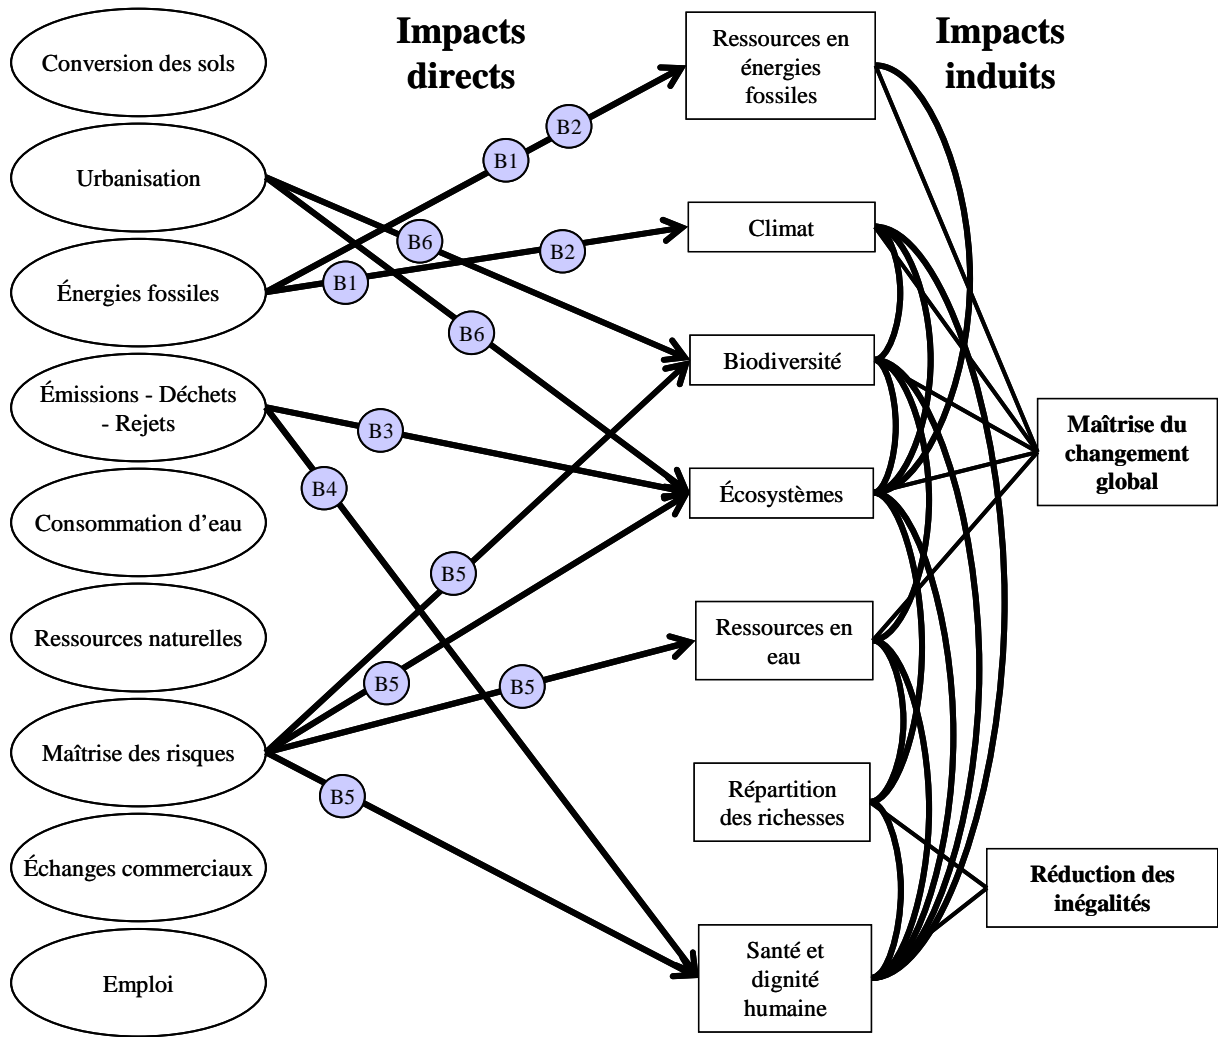 Impacts
directs
Impacts
induits
Conversion des sols
Urbanisation
Énergies fossiles
Émissions - Déchets
- Rejets
Consommation d’eau
Ressources naturelles
Maîtrise des risques
Échanges commerciaux
Emploi
B2
B1
B6
B2
B1
B6
B3
B4
B5
B5
B5
B5
Ressources en
énergies
fossiles
Climat
Biodiversité
Écosystèmes
Ressources en
eau
Répartition
des richesses
Santé et
dignité
humaine
Maîtrise du
changement
global
Réduction des
inégalités